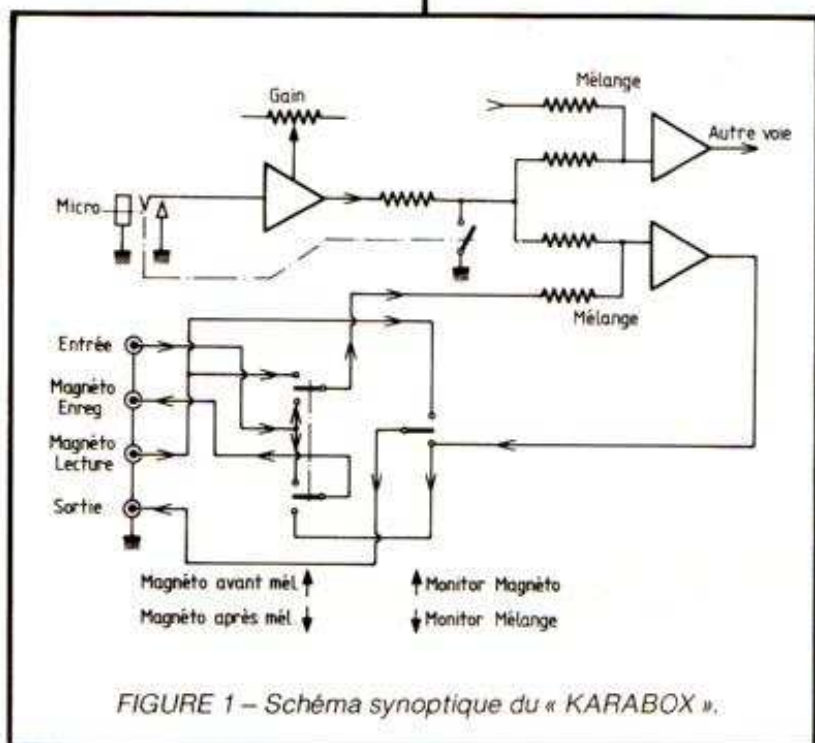 Mélange
Gain
Autre voie
Micro
Mélange
Entrée
Magnéto
Enreg
Magnéto
Lecture
Sortie
Magnéto avant mél
Monitor Magnéto
Magnéto après mél
Monitor Mélange
FIGURE 1 – Schéma synoptique du « KARABOX ».